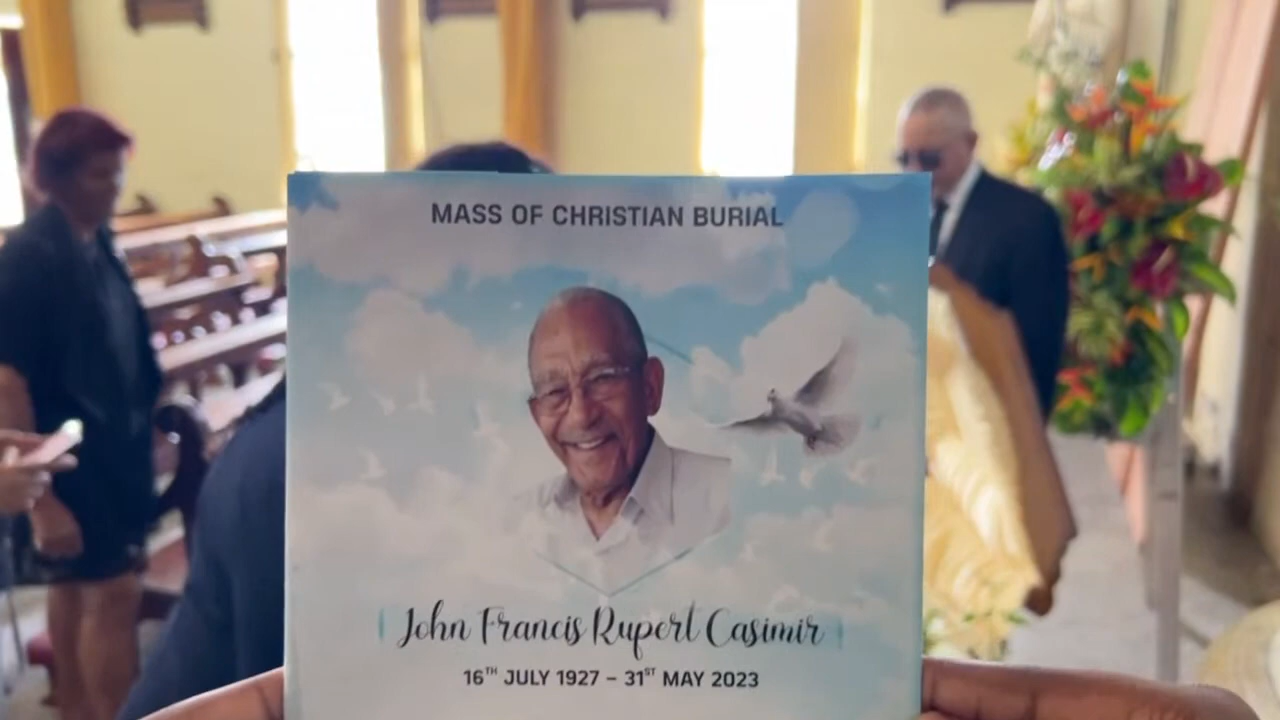 MASS OF CHRISTIAN BURIAL
John Francis Rupert Casimir
16TH JULY 1927 – 31ST MAY 2023